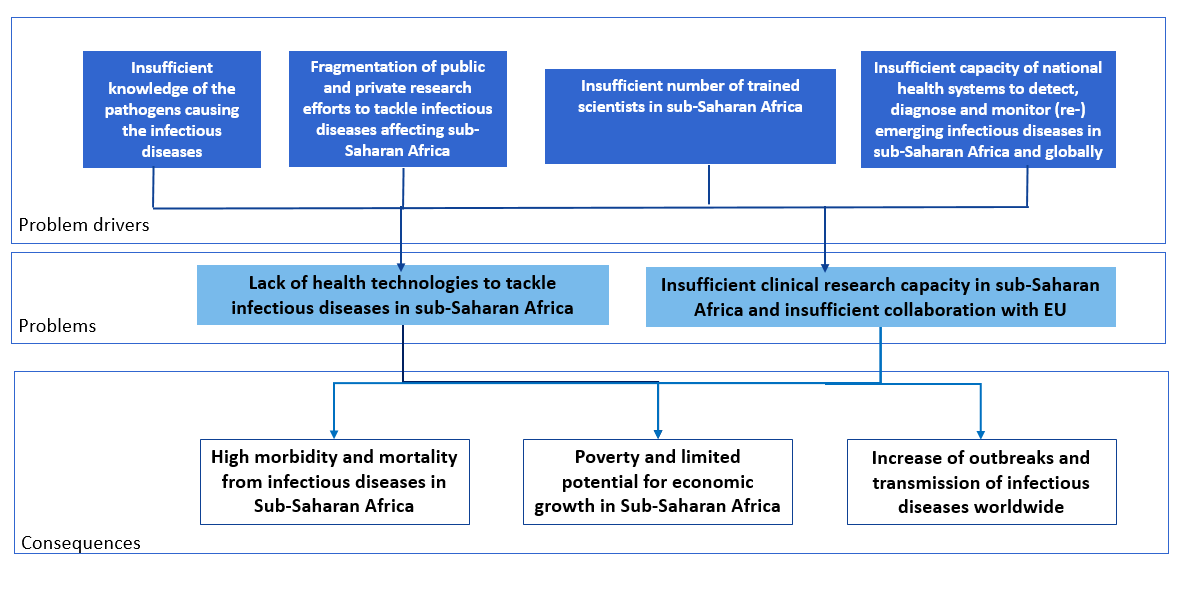 Insufficient
knowledge of the
pathogens causing
the infectious
diseases
Fragmentation of public
and private research
efforts to tackle infectious
diseases affecting sub-
Saharan Africa
Insufficient number of trained
scientists in sub-Saharan Africa
Insufficient capacity of national
health systems to detect,
diagnose and monitor (re-)
emerging infectious diseases in
sub-Saharan Africa and globally
Problem drivers
Lack of health technologies to tackle
infectious diseases in sub-Saharan Africa
Insufficient clinical research capacity in sub-Saharan
Africa and insufficient collaboration with EU
Problems
High morbidity and mortality
from infectious diseases in
Sub-Saharan Africa
Poverty and limited
potential for economic
growth in Sub-Saharan Africa
Increase of outbreaks and
transmission of infectious
diseases worldwide
Consequences